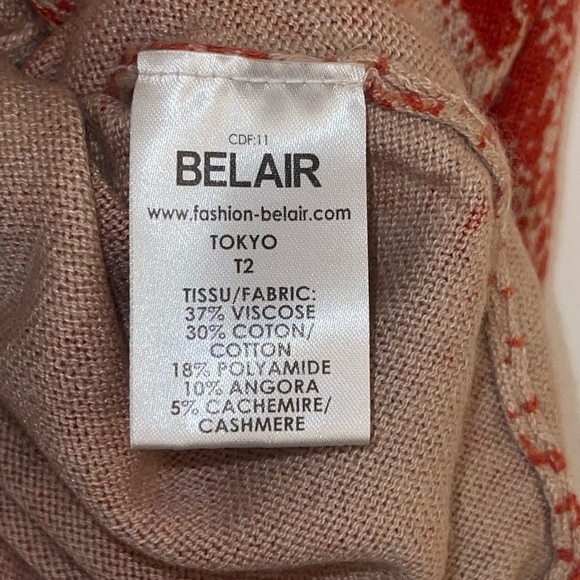 CDF:11
BELAIR
www.fashion-belair.com
TOKYO
T2
TISSU/FABRIC:
37% VISCOSE
30% COTON/
COTTON
18% POLYAMIDE
10% ANGORA
5% CACHEMIRE/
CASHMERE